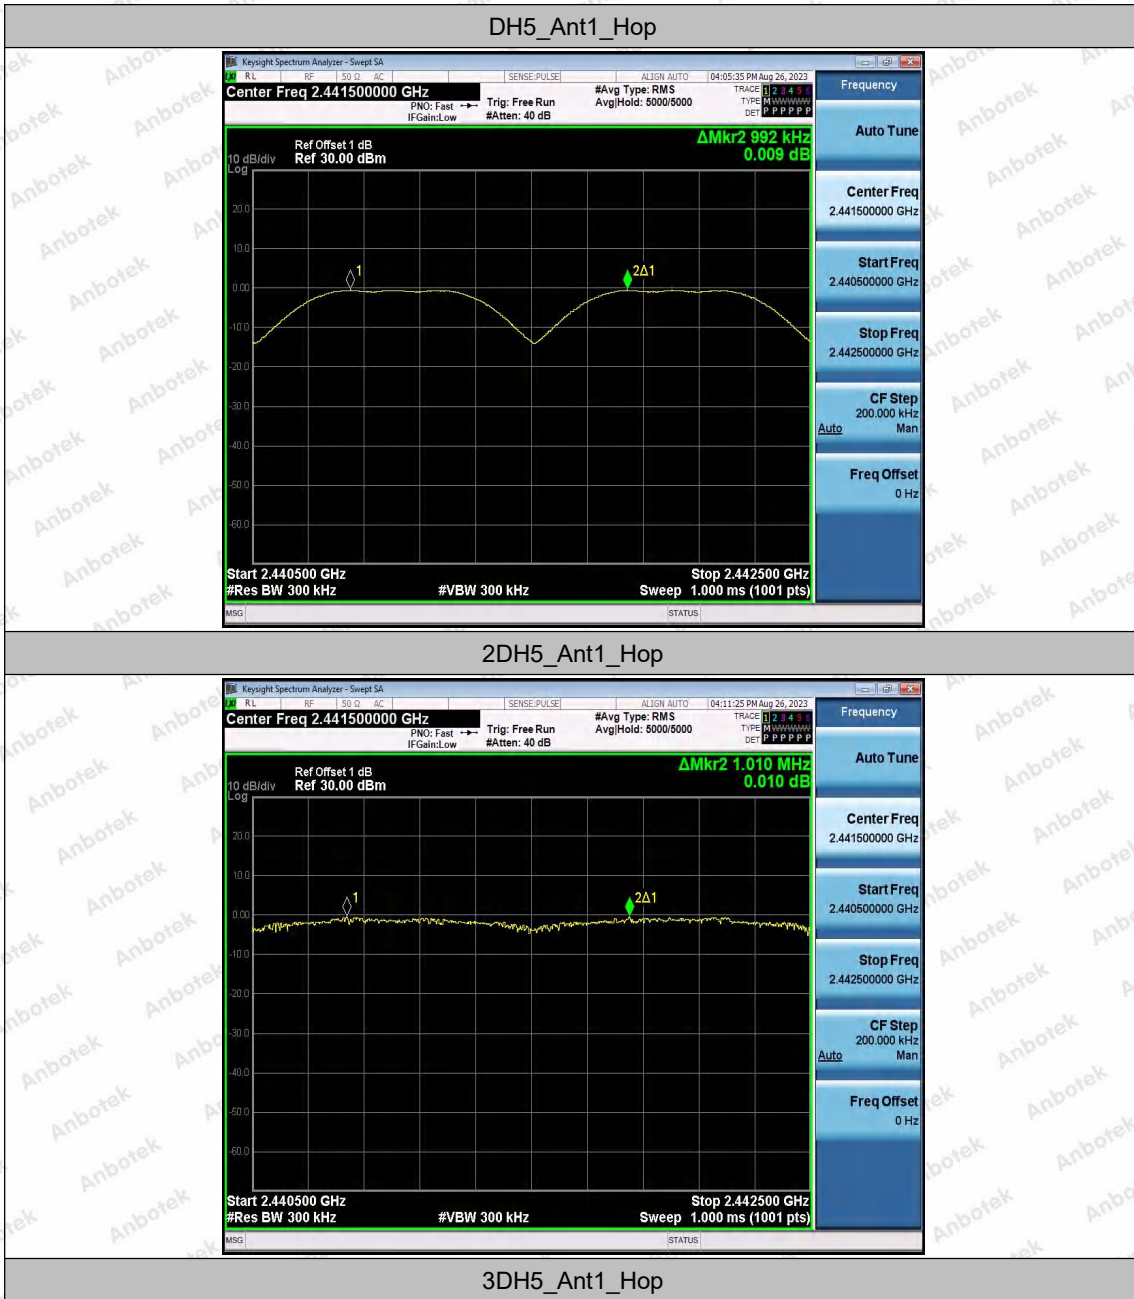 DH5_Ant1_Hop
Keysight Spectrum Analyzer - Swept SA
LXI RL RF 50 Ω AC SENSE:PULSE ALIGN AUTO 04:05:35 PM Aug 26, 2023
Center Freq 2.441500000 GHz
PNO: Fast
IFGain:Low
Trig: Free Run
#Atten: 40 dB
#Avg Type: RMS
Avg|Hold: 5000/5000
TRACE 1 2 3 4 5 6
TYPE M W W W W W
DET P P P P P P
Frequency
ΔMkr2 992 kHz
0.009 dB
Ref Offset 1 dB
10 dB/div Ref 30.00 dBm
Log
20.0
10.0
0.00
-10.0
-20.0
-30.0
-40.0
-50.0
-60.0
1
2Δ1
Start 2.440500 GHz Stop 2.442500 GHz
#Res BW 300 kHz #VBW 300 kHz Sweep 1.000 ms (1001 pts)
MSG STATUS
Auto Tune
Center Freq
2.441500000 GHz
Start Freq
2.440500000 GHz
Stop Freq
2.442500000 GHz
CF Step
200.000 kHz
Auto Man
Freq Offset
0 Hz
2DH5_Ant1_Hop
Keysight Spectrum Analyzer - Swept SA
LXI RL RF 50 Ω AC SENSE:PULSE ALIGN AUTO 04:11:25 PM Aug 26, 2023
Center Freq 2.441500000 GHz
PNO: Fast
IFGain:Low
Trig: Free Run
#Atten: 40 dB
#Avg Type: RMS
Avg|Hold: 5000/5000
TRACE 1 2 3 4 5 6
TYPE M W W W W W
DET P P P P P P
Frequency
ΔMkr2 1.010 MHz
0.010 dB
Ref Offset 1 dB
10 dB/div Ref 30.00 dBm
Log
20.0
10.0
0.00
-10.0
-20.0
-30.0
-40.0
-50.0
-60.0
1
2Δ1
Start 2.440500 GHz Stop 2.442500 GHz
#Res BW 300 kHz #VBW 300 kHz Sweep 1.000 ms (1001 pts)
MSG STATUS
Auto Tune
Center Freq
2.441500000 GHz
Start Freq
2.440500000 GHz
Stop Freq
2.442500000 GHz
CF Step
200.000 kHz
Auto Man
Freq Offset
0 Hz
3DH5_Ant1_Hop